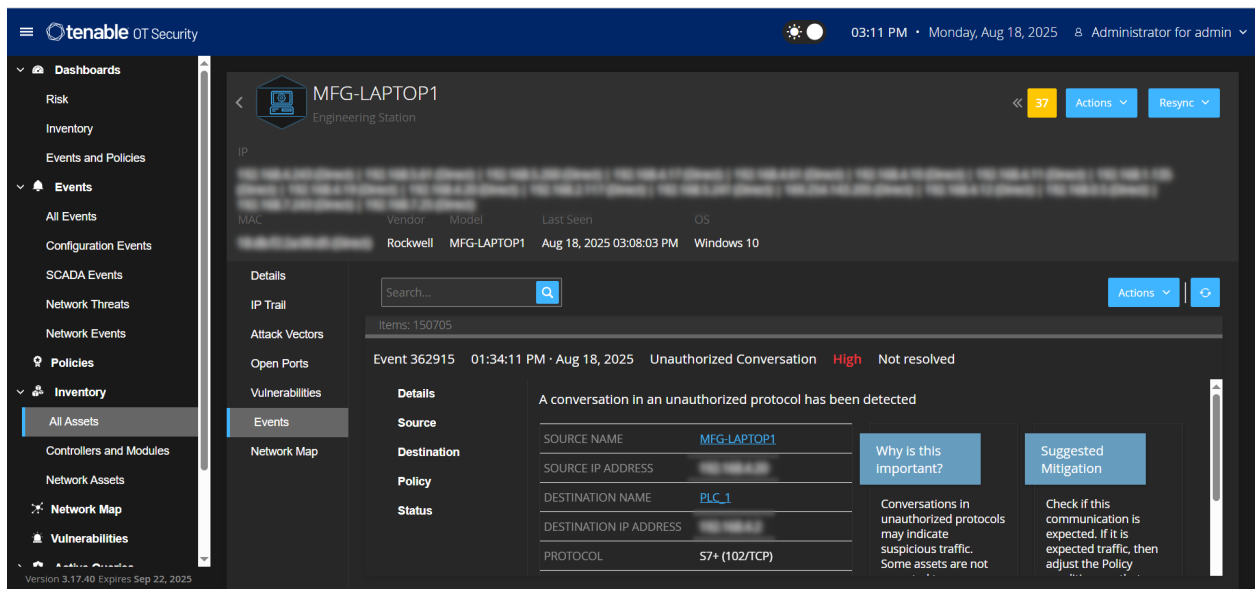 tenable OT Security
03:11 PM • Monday, Aug 18, 2025 Administrator for admin
Dashboards
Risk
Inventory
Events and Policies
Events
All Events
Configuration Events
SCADA Events
Network Threats
Network Events
Policies
Inventory
All Assets
Controllers and Modules
Network Assets
Network Map
Vulnerabilities
Active Queries
Version 3.17.40 Expires Sep 22, 2025
MFG-LAPTOP1
Engineering Station
37 Actions Resync
IP
MAC Vendor Model Last Seen OS
Rockwell MFG-LAPTOP1 Aug 18, 2025 03:08:03 PM Windows 10
Details
IP Trail
Attack Vectors
Open Ports
Vulnerabilities
Events
Network Map
Search... Actions
Items: 150705
Event 362915 01:34:11 PM · Aug 18, 2025 Unauthorized Conversation High Not resolved
Details
Source
Destination
Policy
Status
A conversation in an unauthorized protocol has been detected
SOURCE NAME MFG-LAPTOP1
SOURCE IP ADDRESS
DESTINATION NAME PLC_1
DESTINATION IP ADDRESS
PROTOCOL S7+ (102/TCP)
Why is this
important?
Conversations in
unauthorized protocols
may indicate
suspicious traffic.
Some assets are not
Suggested
Mitigation
Check if this
communication is
expected. If it is
expected traffic, then
adjust the Policy